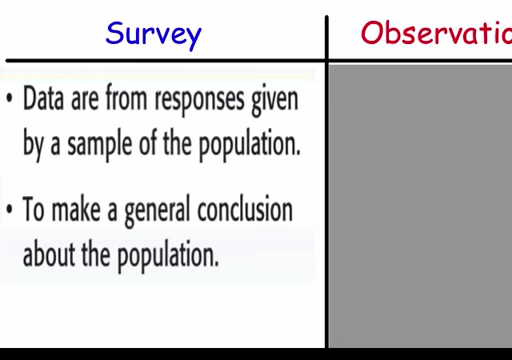 Survey
Observatio
• Data are from responses given
by a sample of the population.
• To make a general conclusion
about the population.